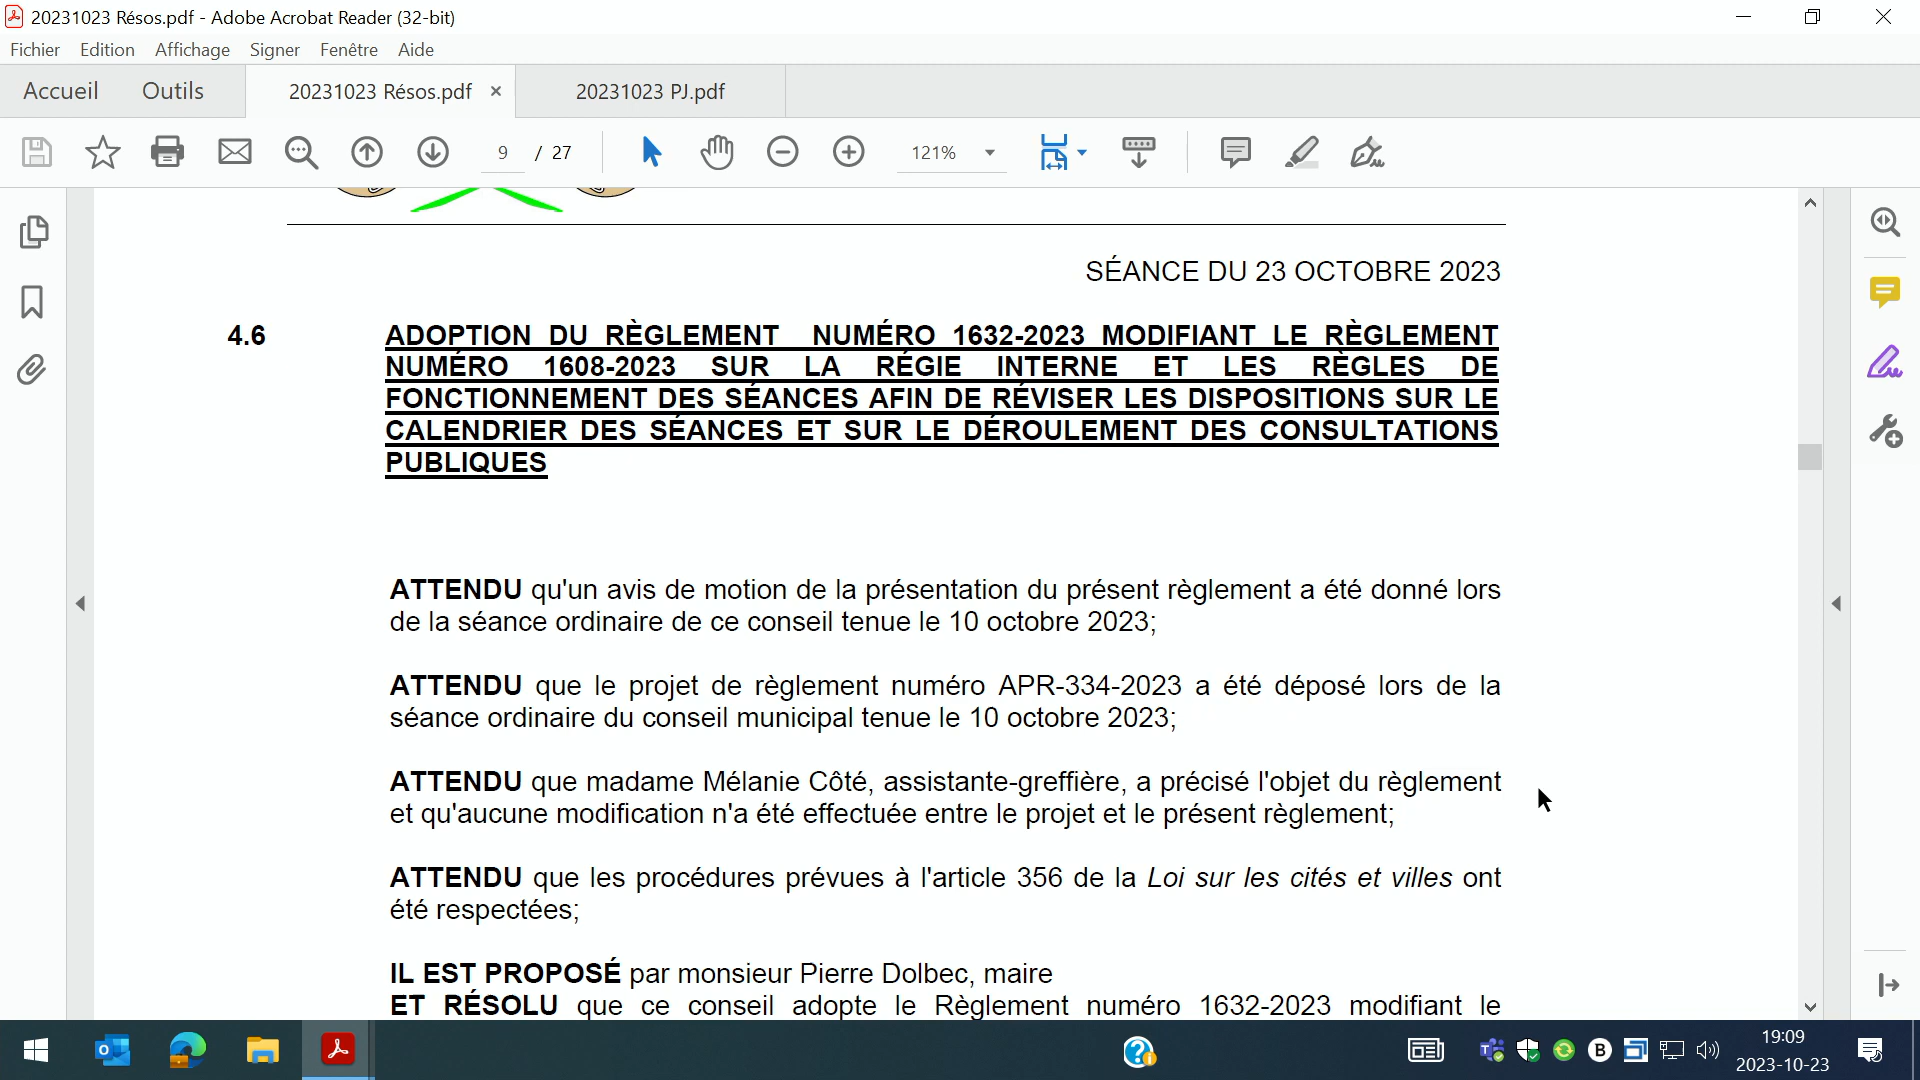 20231023 Résos.pdf - Adobe Acrobat Reader (32-bit)
Fichier Edition Affichage Signer Fenêtre Aide
Accueil Outils 20231023 Résos.pdf 20231023 PJ.pdf
9 / 27 121%
SÉANCE DU 23 OCTOBRE 2023
4.6 ADOPTION DU RÈGLEMENT NUMÉRO 1632-2023 MODIFIANT LE RÈGLEMENT
NUMÉRO 1608-2023 SUR LA RÉGIE INTERNE ET LES RÈGLES DE
FONCTIONNEMENT DES SÉANCES AFIN DE RÉVISER LES DISPOSITIONS SUR LE
CALENDRIER DES SÉANCES ET SUR LE DÉROULEMENT DES CONSULTATIONS
PUBLIQUES
ATTENDU qu'un avis de motion de la présentation du présent règlement a été donné lors
de la séance ordinaire de ce conseil tenue le 10 octobre 2023;
ATTENDU que le projet de règlement numéro APR-334-2023 a été déposé lors de la
séance ordinaire du conseil municipal tenue le 10 octobre 2023;
ATTENDU que madame Mélanie Côté, assistante-greffière, a précisé l'objet du règlement
et qu'aucune modification n'a été effectuée entre le projet et le présent règlement;
ATTENDU que les procédures prévues à l'article 356 de la Loi sur les cités et villes ont
été respectées;
IL EST PROPOSÉ par monsieur Pierre Dolbec, maire
ET RÉSOLU que ce conseil adopte le Règlement numéro 1632-2023 modifiant le
19:09
2023-10-23